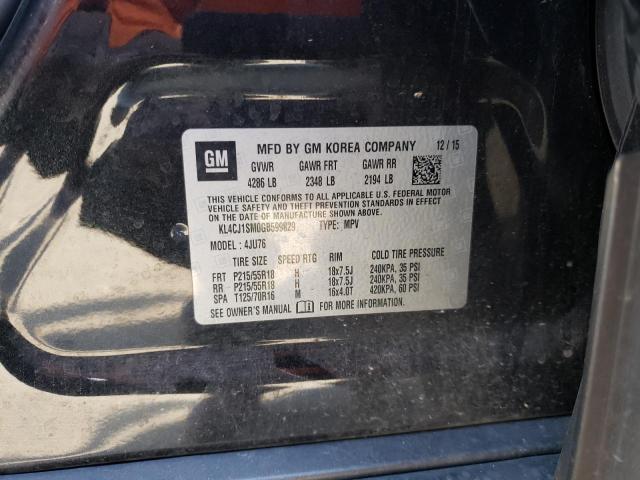 GM
MFD BY GM KOREA COMPANY 12 / 15
GVWR GAWR FRT GAWR RR
4286 LB 2348 LB 2194 LB
THIS VEHICLE CONFORMS TO ALL APPLICABLE U.S. FEDERAL MOTOR
VEHICLE SAFETY AND THEFT PREVENTION STANDARDS IN EFFECT
ON THE DATE OF MANUFACTURE SHOWN ABOVE.
KL4CJ1SM0GB599829 TYPE: MPV
MODEL : 4JU76
TIRE SIZE SPEED RTG RIM COLD TIRE PRESSURE
FRT P215/55R18 H 18x7.5J 240KPA, 35 PSI
RR P215/55R18 H 18x7.5J 240KPA, 35 PSI
SPA T125/70R16 M 16x4.0T 420KPA, 60 PSI
SEE OWNER'S MANUAL FOR MORE INFORMATION.